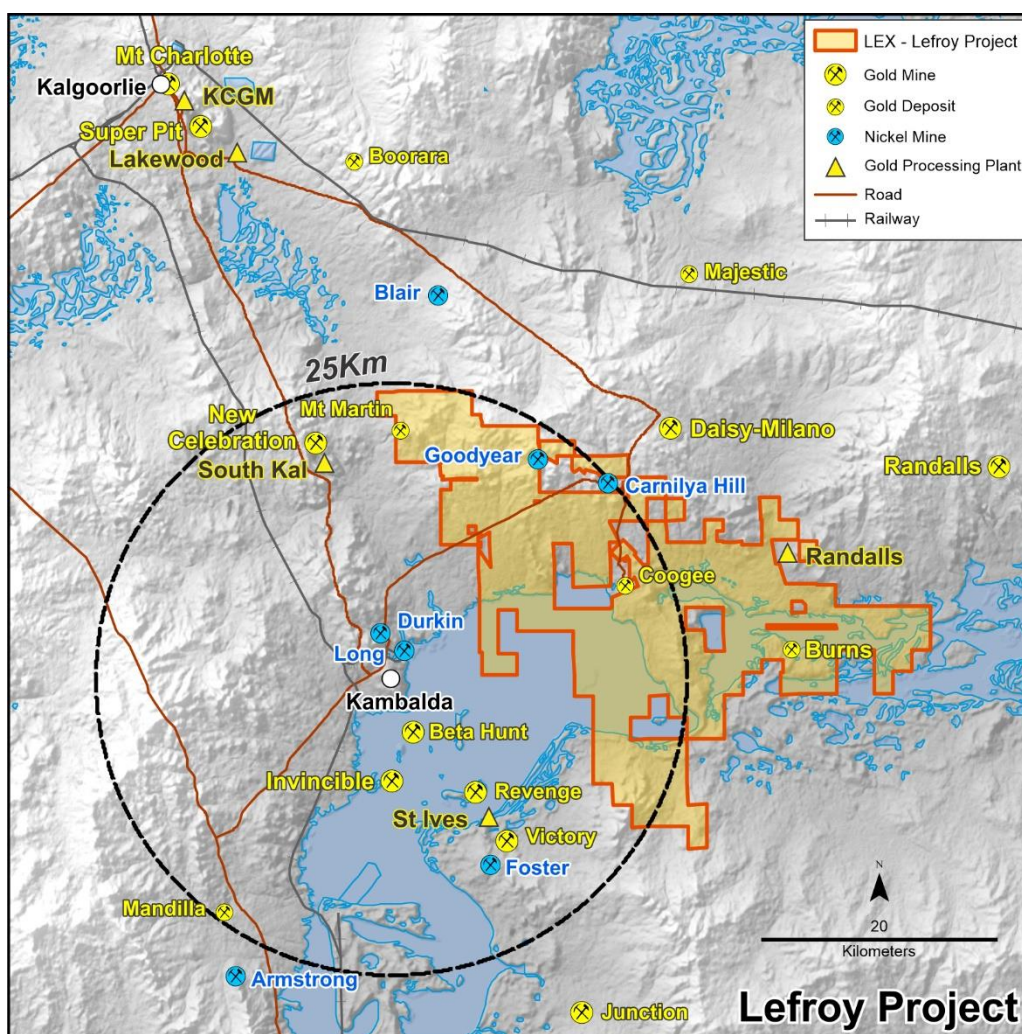 Mt Charlotte
Kalgoorlie
KCGM
Super Pit
Lakewood
Boorara
LEX - Lefroy Project
Gold Mine
Gold Deposit
Nickel Mine
Gold Processing Plant
Road
Railway
Majestic
Blair
25Km
Mt Martin
New
Celebration
South Kal
Goodyear
Daisy-Milano
Carnilya Hill
Randalls
Randalls
Coogee
Durkin
Long
Burns
Kambalda
Beta Hunt
Invincible
Revenge
St Ives
Victory
Foster
Mandilla
Armstrong
Junction
N
20
Kilometers
Lefroy Project